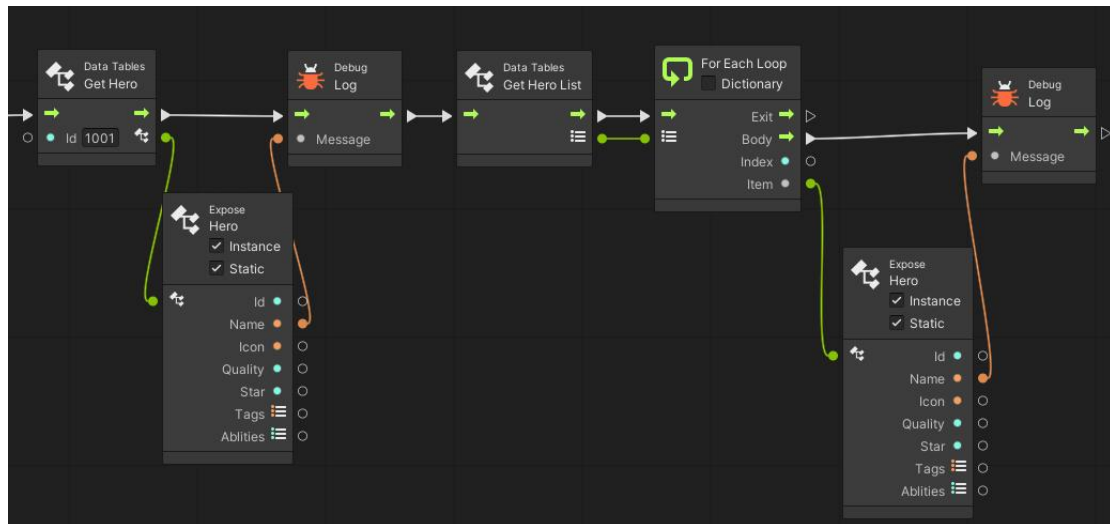 Data Tables
Get Hero
Id 1001
Expose
Hero
Instance
Static
Id
Name
Icon
Quality
Star
Tags
Ablities
Debug
Log
Message
Data Tables
Get Hero List
For Each Loop
Dictionary
Exit
Body
Index
Item
Expose
Hero
Instance
Static
Id
Name
Icon
Quality
Star
Tags
Ablities
Debug
Log
Message